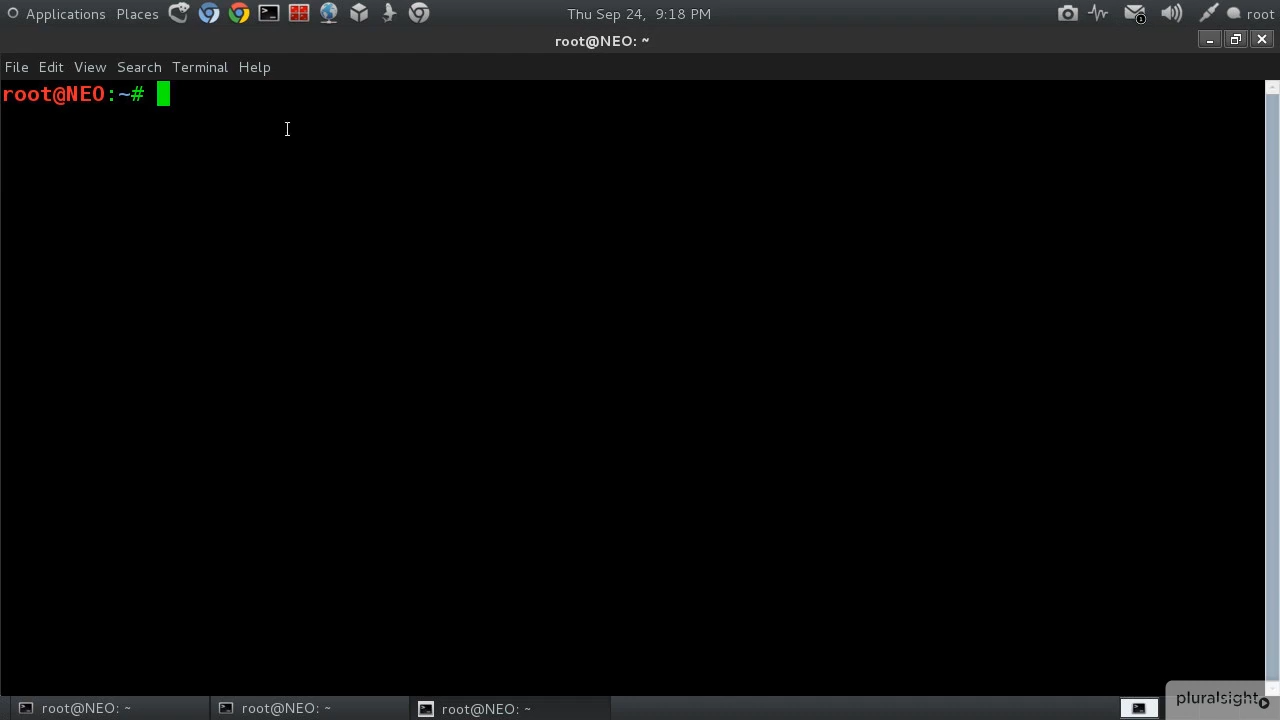 Applications Places Thu Sep 24, 9:18 PM 1 root
root@NEO: ~
File Edit View Search Terminal Help
root@NEO:~#
root@NEO: ~ root@NEO: ~ root@NEO: ~
pluralsight